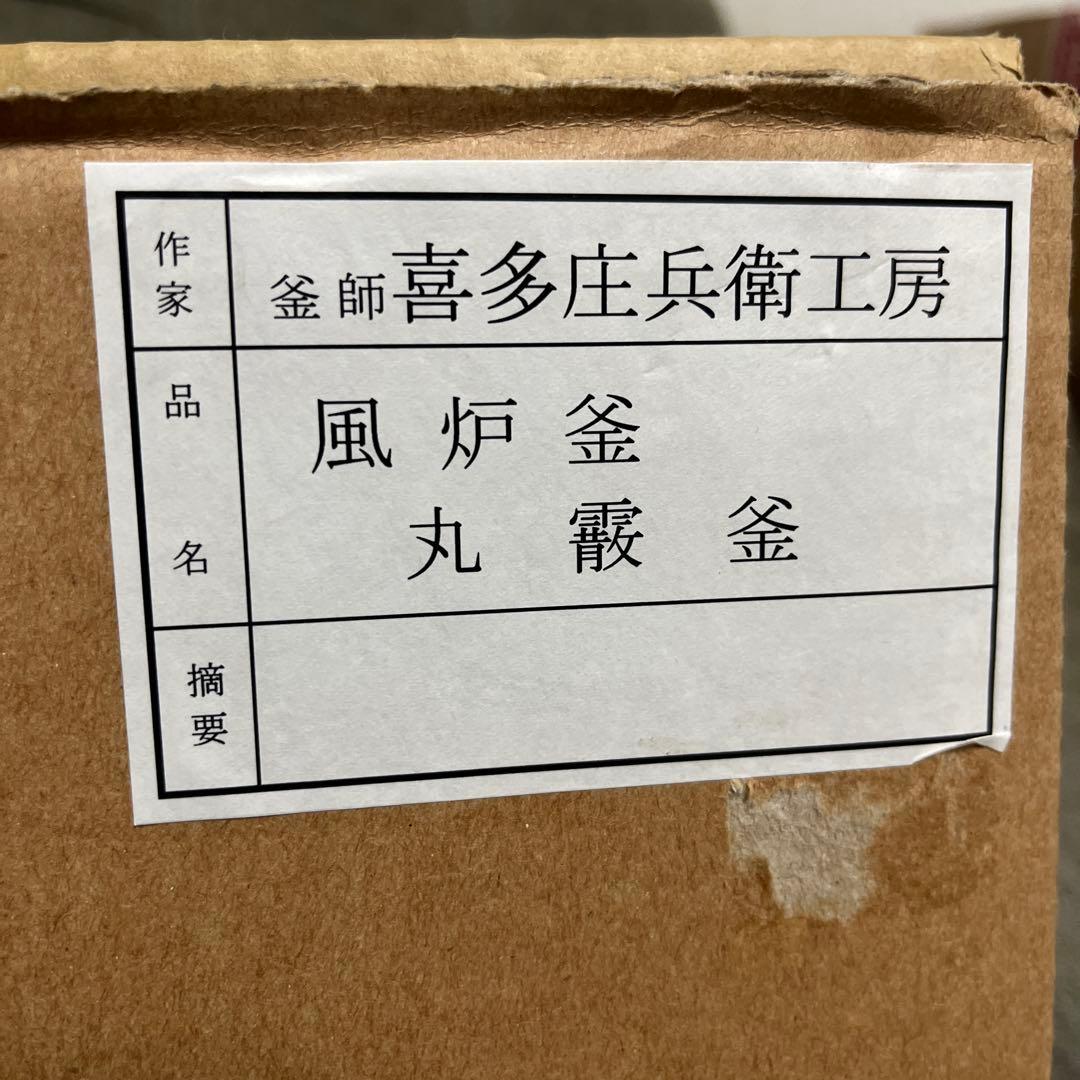 作家 釜師喜多庄兵衛工房
品名 風炉釜
丸霰釜
摘要